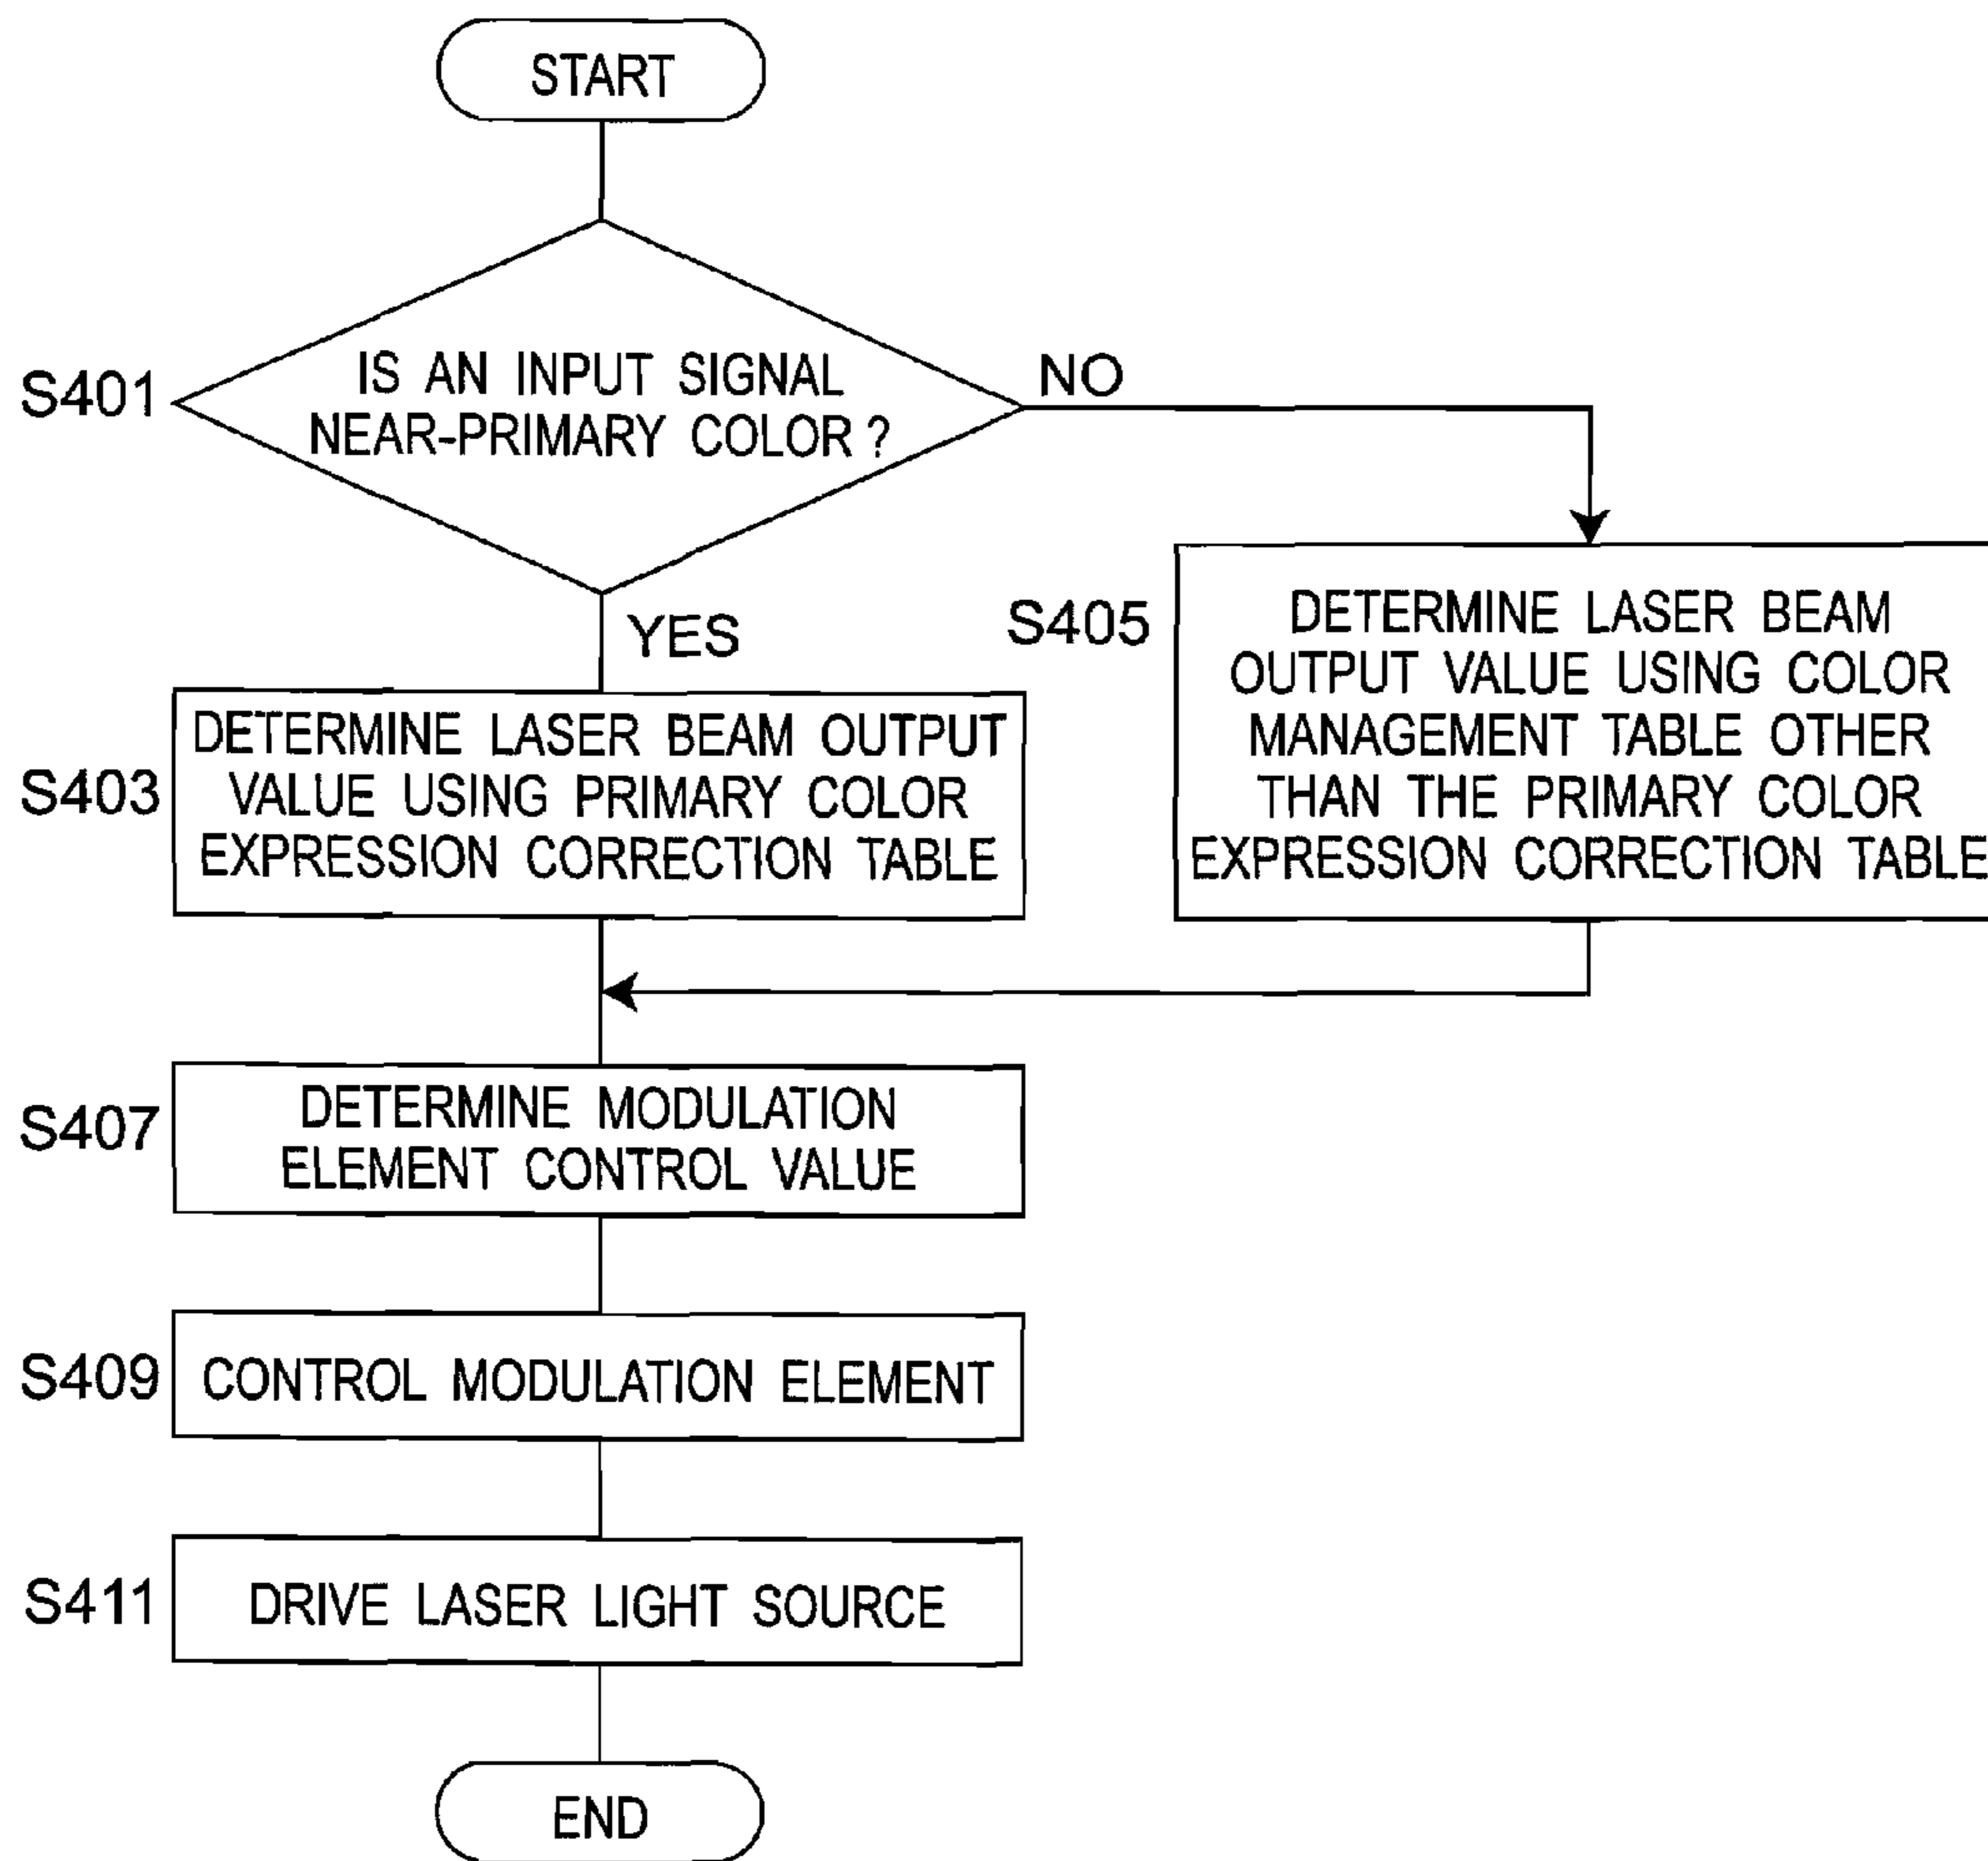 START
S401
IS AN INPUT SIGNAL
NEAR-PRIMARY COLOR ?
NO
YES
S403
DETERMINE LASER BEAM OUTPUT
VALUE USING PRIMARY COLOR
EXPRESSION CORRECTION TABLE
S405
DETERMINE LASER BEAM
OUTPUT VALUE USING COLOR
MANAGEMENT TABLE OTHER
THAN THE PRIMARY COLOR
EXPRESSION CORRECTION TABLE
S407
DETERMINE MODULATION
ELEMENT CONTROL VALUE
S409
CONTROL MODULATION ELEMENT
S411
DRIVE LASER LIGHT SOURCE
END